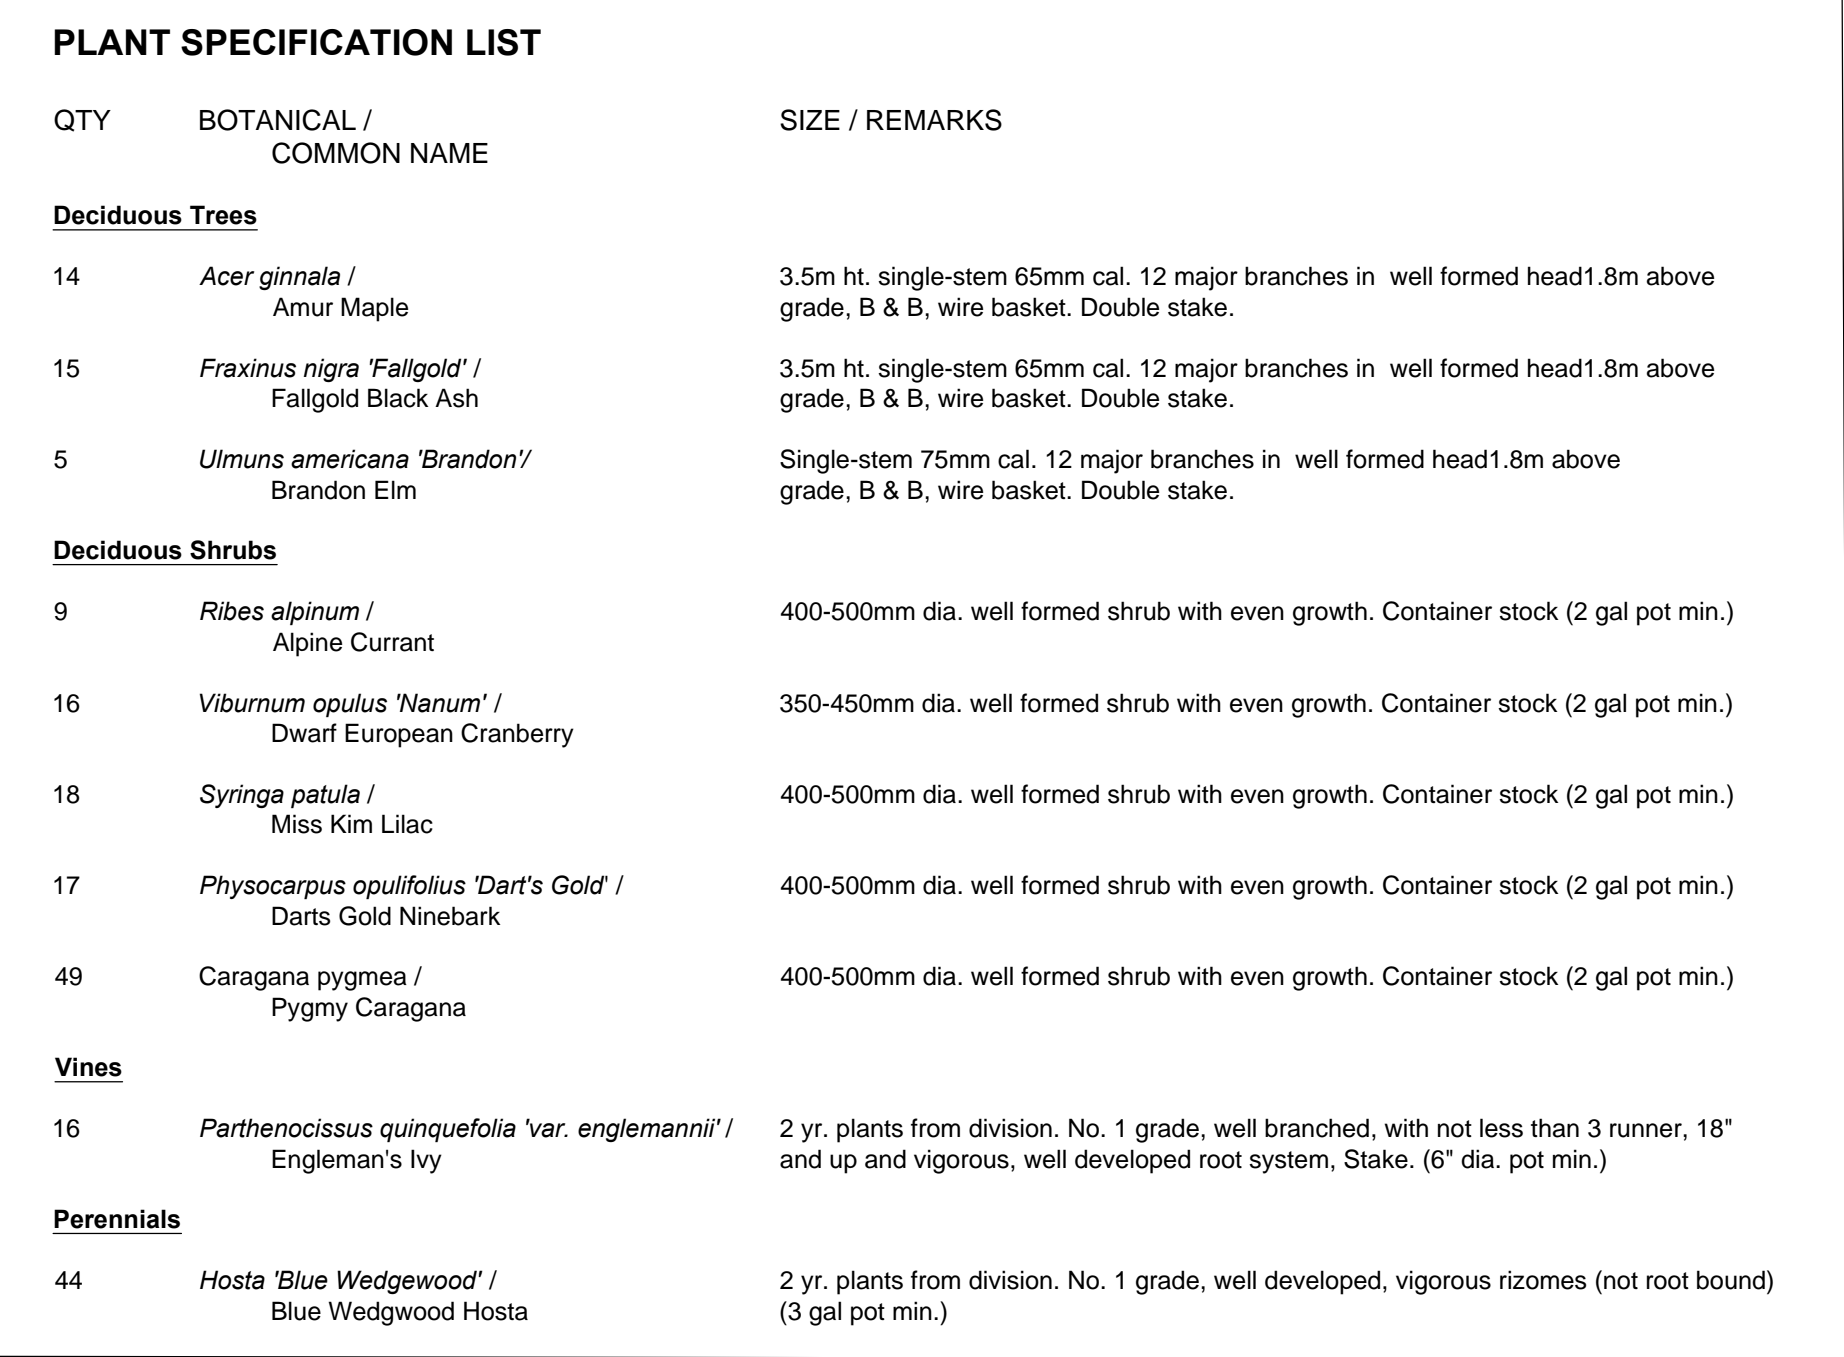 PLANT SPECIFICATION LIST
QTY BOTANICAL / SIZE / REMARKS
COMMON NAME
Deciduous Trees
14 Acer ginnala / 3.5m ht. single-stem 65mm cal. 12 major branches in well formed head1.8m above
Amur Maple grade, B & B, wire basket. Double stake.
15 Fraxinus nigra 'Fallgold' / 3.5m ht. single-stem 65mm cal. 12 major branches in well formed head1.8m above
Fallgold Black Ash grade, B & B, wire basket. Double stake.
5 Ulmuns americana 'Brandon'/ Single-stem 75mm cal. 12 major branches in well formed head1.8m above
Brandon Elm grade, B & B, wire basket. Double stake.
Deciduous Shrubs
9 Ribes alpinum / 400-500mm dia. well formed shrub with even growth. Container stock (2 gal pot min.)
Alpine Currant
16 Viburnum opulus 'Nanum' / 350-450mm dia. well formed shrub with even growth. Container stock (2 gal pot min.)
Dwarf European Cranberry
18 Syringa patula / 400-500mm dia. well formed shrub with even growth. Container stock (2 gal pot min.)
Miss Kim Lilac
17 Physocarpus opulifolius 'Dart's Gold' / 400-500mm dia. well formed shrub with even growth. Container stock (2 gal pot min.)
Darts Gold Ninebark
49 Caragana pygmea / 400-500mm dia. well formed shrub with even growth. Container stock (2 gal pot min.)
Pygmy Caragana
Vines
16 Parthenocissus quinquefolia 'var. englemannii' / 2 yr. plants from division. No. 1 grade, well branched, with not less than 3 runner, 18"
Engleman's Ivy and up and vigorous, well developed root system, Stake. (6" dia. pot min.)
Perennials
44 Hosta 'Blue Wedgewood' / 2 yr. plants from division. No. 1 grade, well developed, vigorous rizomes (not root bound)
Blue Wedgwood Hosta (3 gal pot min.)